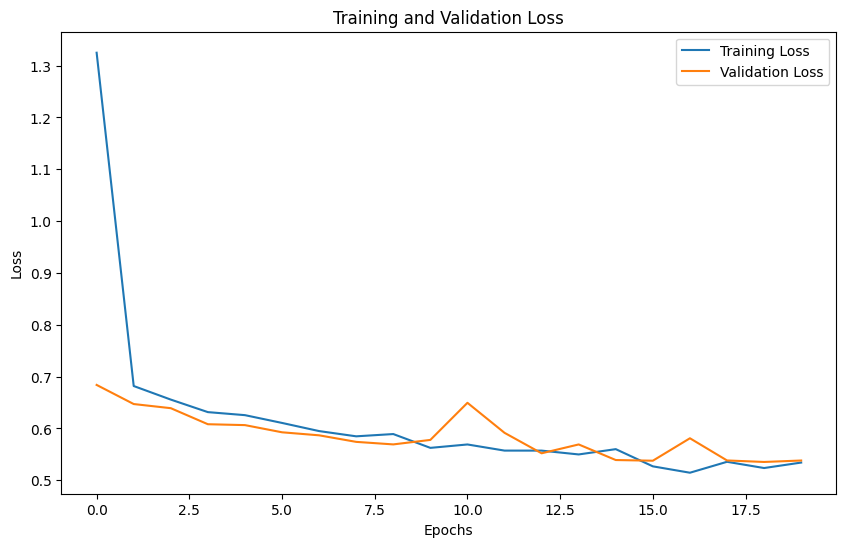 Training and Validation Loss
Training Loss
Validation Loss
1.3
1.2
1.1
1.0
0.9
0.8
0.7
0.6
0.5
Loss
0.0 2.5 5.0 7.5 10.0 12.5 15.0 17.5
Epochs